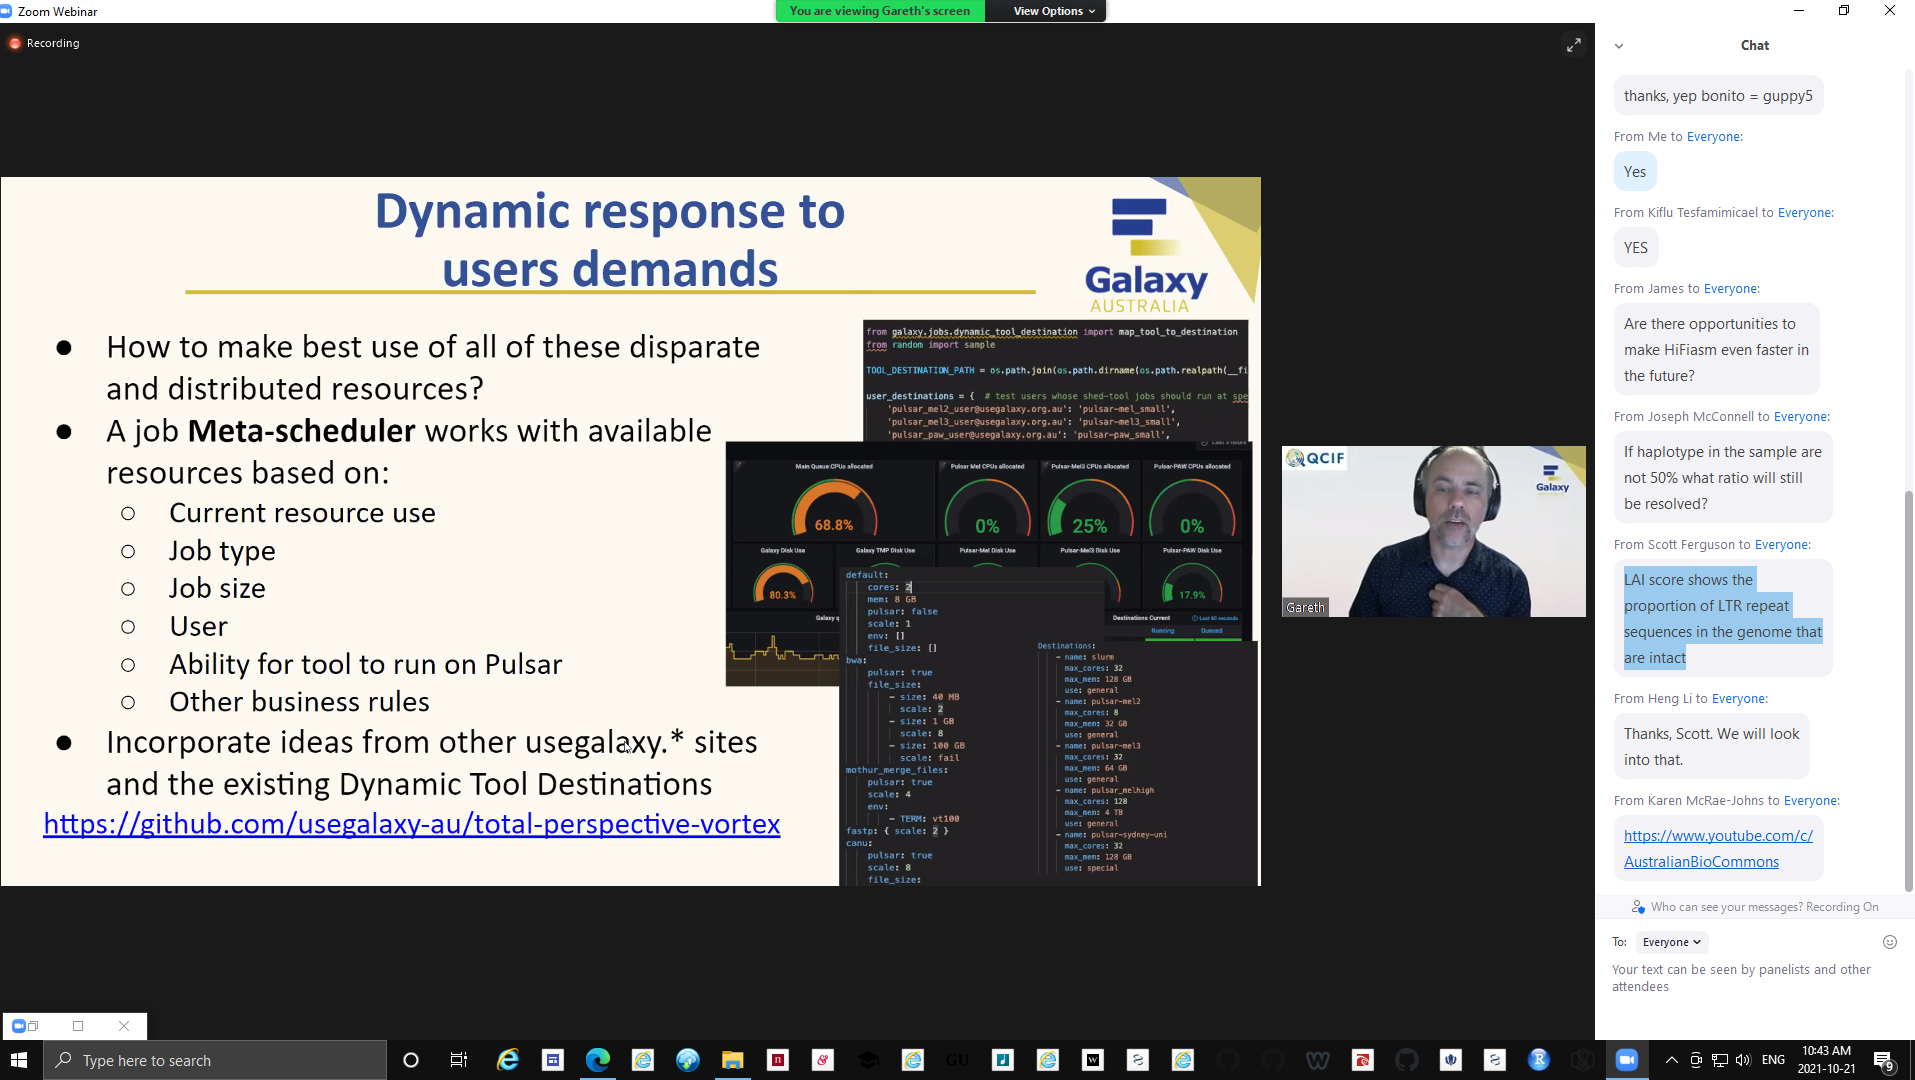 Zoom Webinar
You are viewing Gareth's screen
View Options
Recording
Dynamic response to
users demands
Galaxy
AUSTRALIA
● How to make best use of all of these disparate
and distributed resources?
● A job Meta-scheduler works with available
resources based on:
○ Current resource use
○ Job type
○ Job size
○ User
○ Ability for tool to run on Pulsar
○ Other business rules
● Incorporate ideas from other usegalaxy.* sites
and the existing Dynamic Tool Destinations
https://github.com/usegalaxy-au/total-perspective-vortex
from galaxy.jobs.dynamic_tool_destination import map_tool_to_destination
from random import sample
TOOL_DESTINATION_PATH = os.path.join(os.path.dirname(os.path.realpath(__fi
user_destinations = { # test users whose shed-tool jobs should run at spe
'pulsar_mel2_user@usegalaxy.org.au': 'pulsar-mel_small',
'pulsar_mel3_user@usegalaxy.org.au': 'pulsar-mel3_small',
'pulsar_paw_user@usegalaxy.org.au': 'pulsar-paw_small',
Main Queue CPUs allocated
68.8%
Pulsar Mel CPUs allocated
0%
Pulsar-Mel3 CPUs allocated
25%
Pulsar-PAW CPUs allocated
0%
Galaxy Disk Use
80.3%
Galaxy TMP Disk Use
Pulsar-Mel Disk Use
Pulsar-Mel3 Disk Use
Pulsar-PAW Disk Use
17.9%
Galaxy q
Destinations Current
Last 60 seconds
Running
Queued
default:
cores: 2
mem: 8 GB
pulsar: false
scale: 1
env: []
file_size: []
bwa:
pulsar: true
file_size:
- size: 40 MB
scale: 2
- size: 1 GB
scale: 8
- size: 100 GB
scale: fail
mothur_merge_files:
pulsar: true
scale: 4
env:
- TERM: vt100
fastp: { scale: 2 }
canu:
pulsar: true
scale: 8
file_size:
Destinations:
- name: slurm
max_cores: 32
max_mem: 128 GB
use: general
- name: pulsar-mel2
max_cores: 8
max_mem: 32 GB
use: general
- name: pulsar-mel3
max_cores: 32
max_mem: 64 GB
use: general
- name: pulsar_melhigh
max_cores: 128
max_mem: 4 TB
use: general
- name: pulsar-sydney-uni
max_cores: 32
max_mem: 128 GB
use: special
QCIF
Galaxy
Gareth
Chat
thanks, yep bonito = guppy5
From Me to Everyone:
Yes
From Kiflu Tesfamimicael to Everyone:
YES
From James to Everyone:
Are there opportunities to
make HiFiasm even faster in
the future?
From Joseph McConnell to Everyone:
If haplotype in the sample are
not 50% what ratio will still
be resolved?
From Scott Ferguson to Everyone:
LAI score shows the
proportion of LTR repeat
sequences in the genome that
are intact
From Heng Li to Everyone:
Thanks, Scott. We will look
into that.
From Karen McRae-Johns to Everyone:
https://www.youtube.com/c/
AustralianBioCommons
Who can see your messages? Recording On
To: Everyone
Your text can be seen by panelists and other
attendees
Type here to search
ENG
10:43 AM
2021-10-21
9